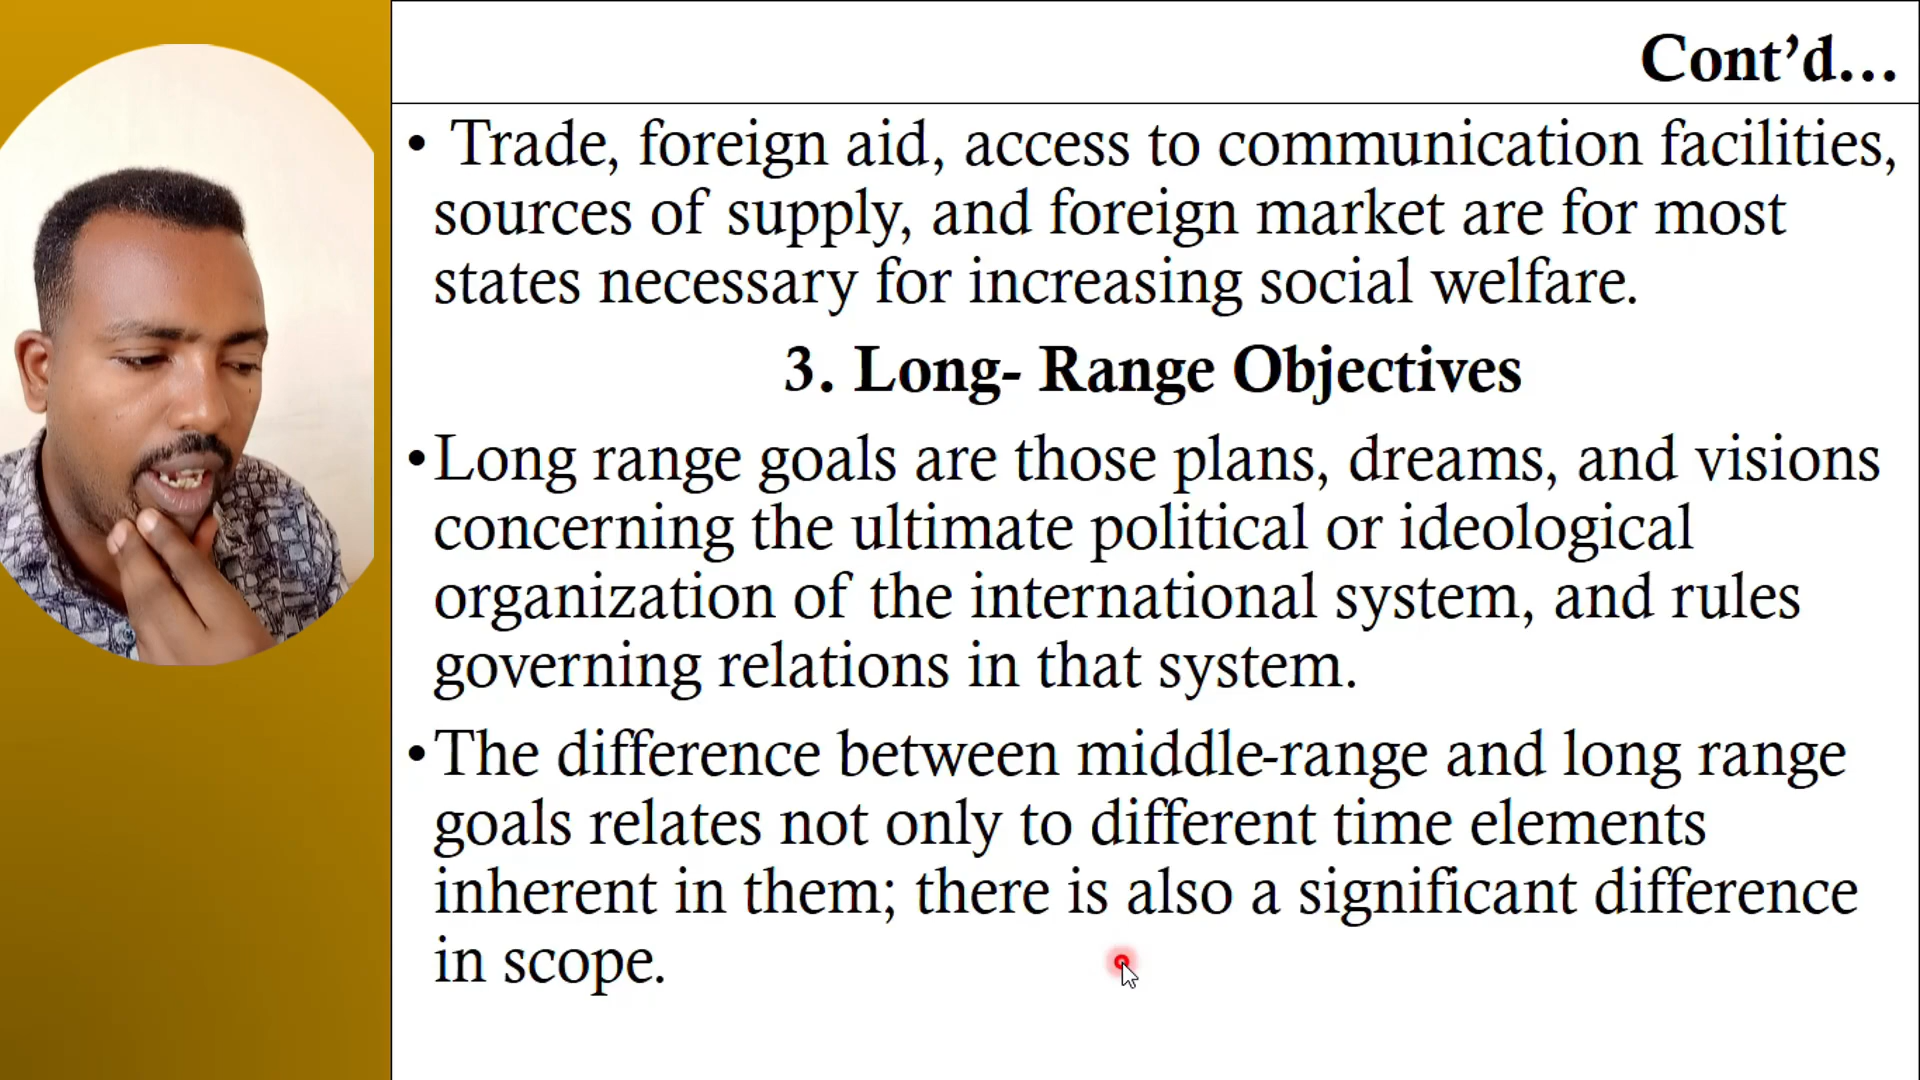 Cont’d...
• Trade, foreign aid, access to communication facilities,
sources of supply, and foreign market are for most
states necessary for increasing social welfare.
3. Long- Range Objectives
• Long range goals are those plans, dreams, and visions
concerning the ultimate political or ideological
organization of the international system, and rules
governing relations in that system.
• The difference between middle-range and long range
goals relates not only to different time elements
inherent in them; there is also a significant difference
in scope.